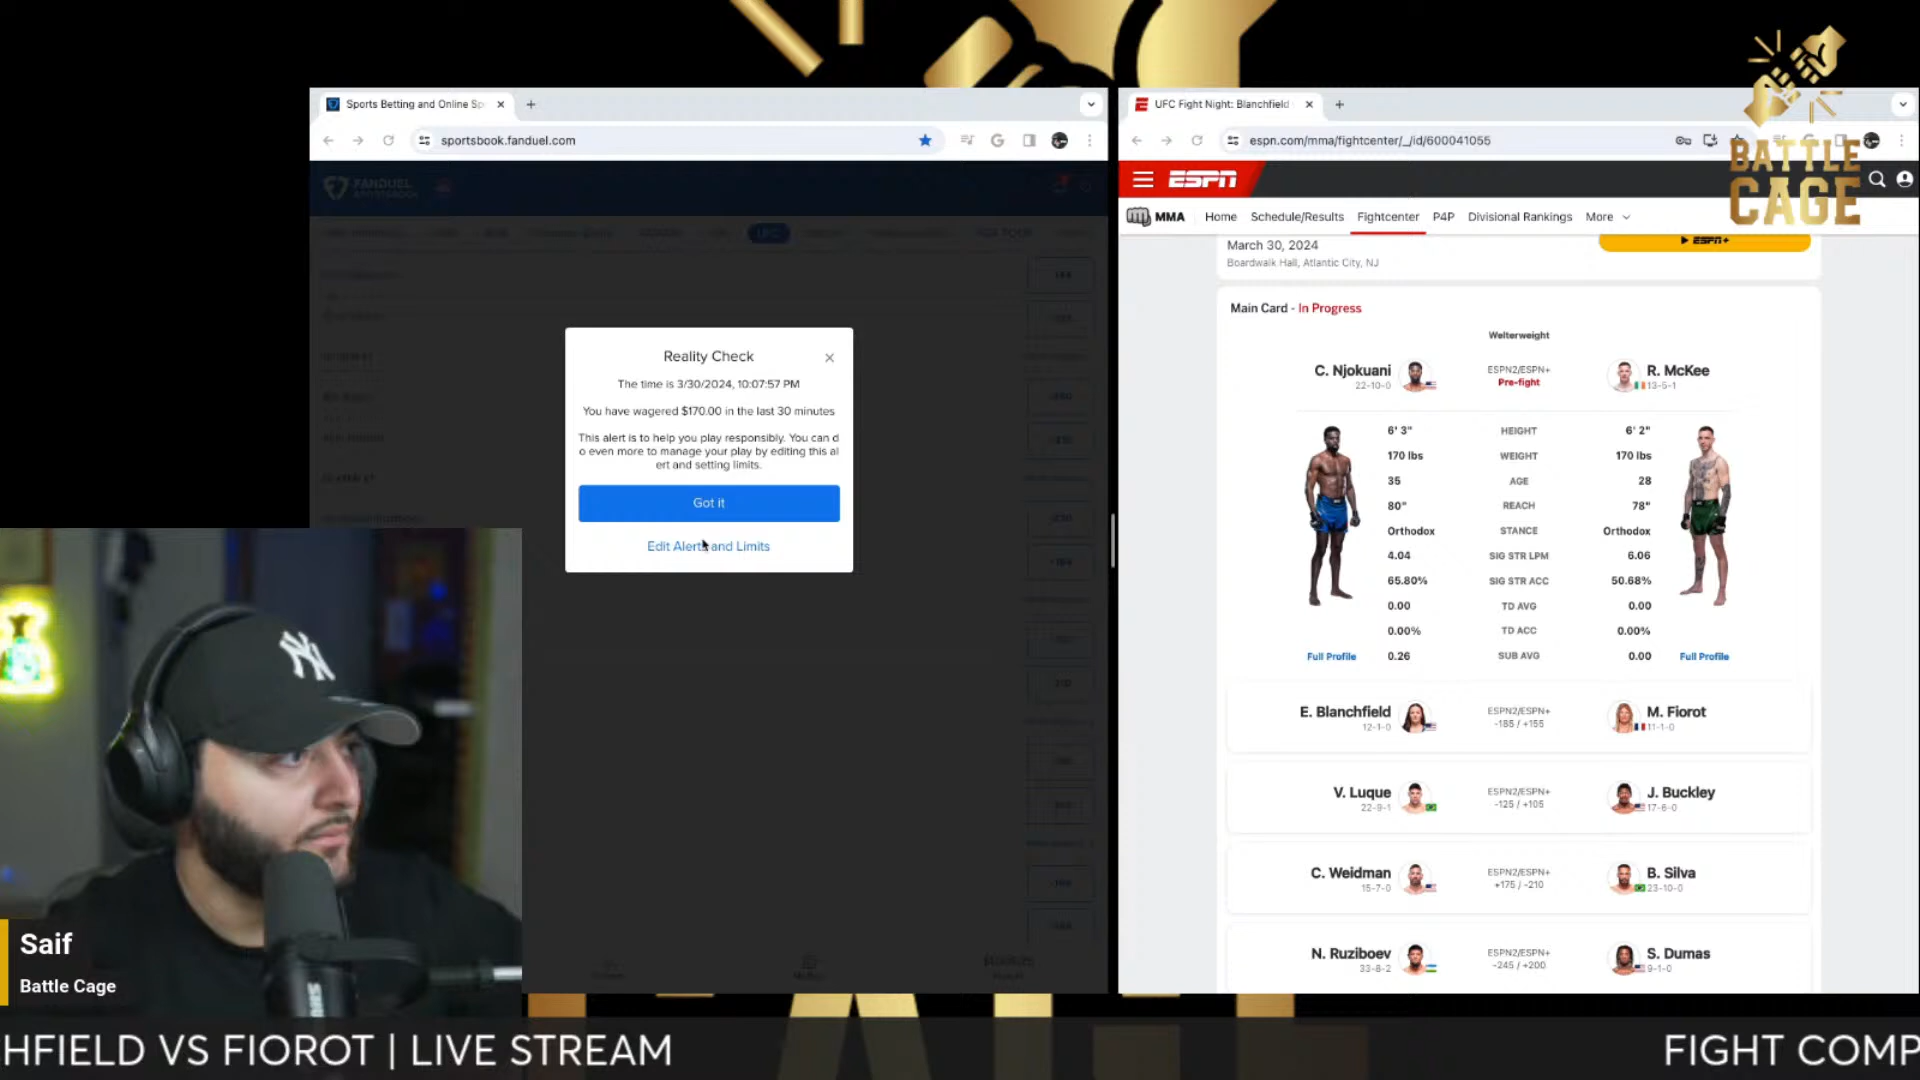 Sports Betting and Online Sp
sportsbook.fanduel.com
FANDUEL
SPORTSBOOK
UFC
Reality Check
The time is 3/30/2024, 10:07:57 PM
You have wagered $170.00 in the last 30 minutes
This alert is to help you play responsibly. You can d
o even more to manage your play by editing this al
ert and setting limits.
Got it
Edit Alerts and Limits
UFC Fight Night: Blanchfield
espn.com/mma/fightcenter/_/id/600041055
BATTLE
CAGE
ESPN
MMA Home Schedule/Results Fightcenter P4P Divisional Rankings More
March 30, 2024
Boardwalk Hall, Atlantic City, NJ
ESPN+
Main Card - In Progress
Welterweight
C. Njokuani ESPN2/ESPN+ R. McKee
22-10-0 Pre-fight 13-5-1
6' 3" HEIGHT 6' 2"
170 lbs WEIGHT 170 lbs
35 AGE 28
80" REACH 78"
Orthodox STANCE Orthodox
4.04 SIG STR LPM 6.06
65.80% SIG STR ACC 50.68%
0.00 TD AVG 0.00
0.00% TD ACC 0.00%
Full Profile 0.26 SUB AVG 0.00 Full Profile
E. Blanchfield ESPN2/ESPN+ M. Fiorot
12-1-0 -185 / +155 11-1-0
V. Luque ESPN2/ESPN+ J. Buckley
22-9-1 -125 / +105 17-6-0
C. Weidman ESPN2/ESPN+ B. Silva
15-7-0 +175 / -210 23-10-0
N. Ruziboev ESPN2/ESPN+ S. Dumas
33-8-2 -245 / +200 9-1-0
NY
Saif
Battle Cage
HFIELD VS FIOROT | LIVE STREAM
FIGHT COMP